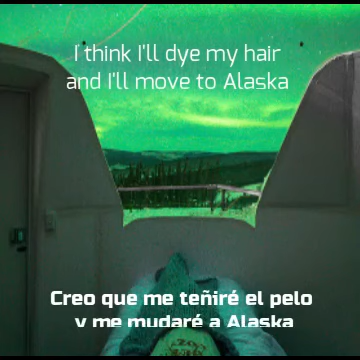 I think I'll dye my hair
and I'll move to Alaska
Creo que me teñiré el pelo
y me mudaré a Alaska